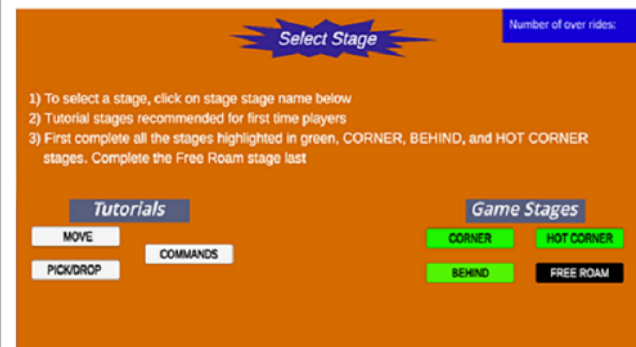 Select Stage
Number of over rides:
1) To select a stage, click on stage stage name below
2) Tutorial stages recommended for first time players
3) First complete all the stages highlighted in green, CORNER, BEHIND, and HOT CORNER
stages. Complete the Free Roam stage last
Tutorials
Game Stages
MOVE
COMMANDS
PICK/DROP
CORNER
HOT CORNER
BEHIND
FREE ROAM